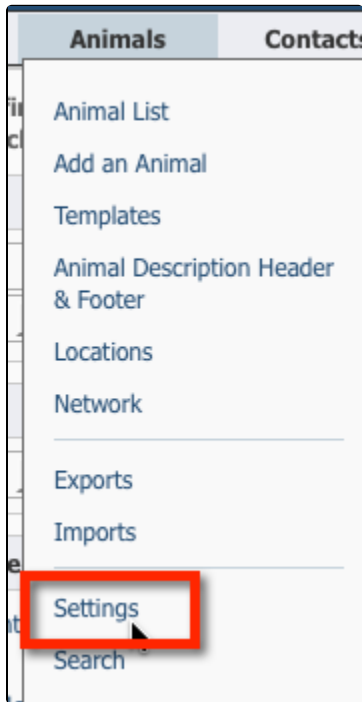 Animals Contacts
Animal List
Add an Animal
Templates
Animal Description Header
& Footer
Locations
Network
Exports
Imports
Settings
Search